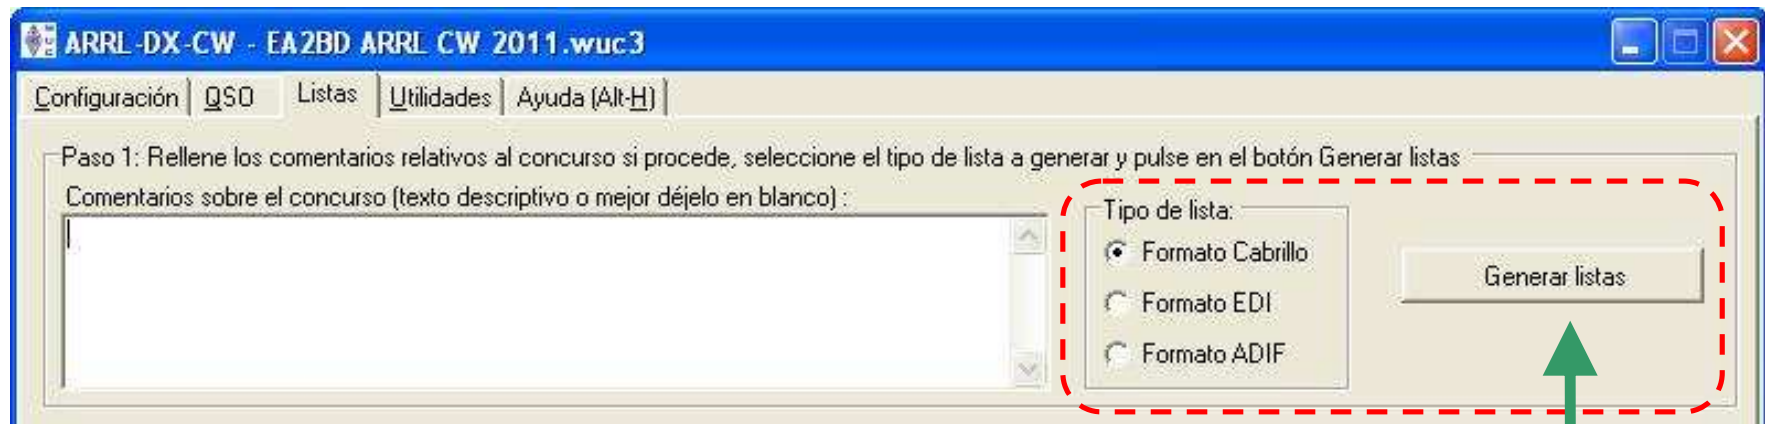 ARRL-DX-CW - EA2BD ARRL CW 2011.wuc3
Configuración QSO Listas Utilidades Ayuda (Alt-H)
Paso 1: Rellene los comentarios relativos al concurso si procede, seleccione el tipo de lista a generar y pulse en el botón Generar listas
Comentarios sobre el concurso (texto descriptivo o mejor déjelo en blanco) :
Tipo de lista:
Formato Cabrillo
Formato EDI
Formato ADIF
Generar listas